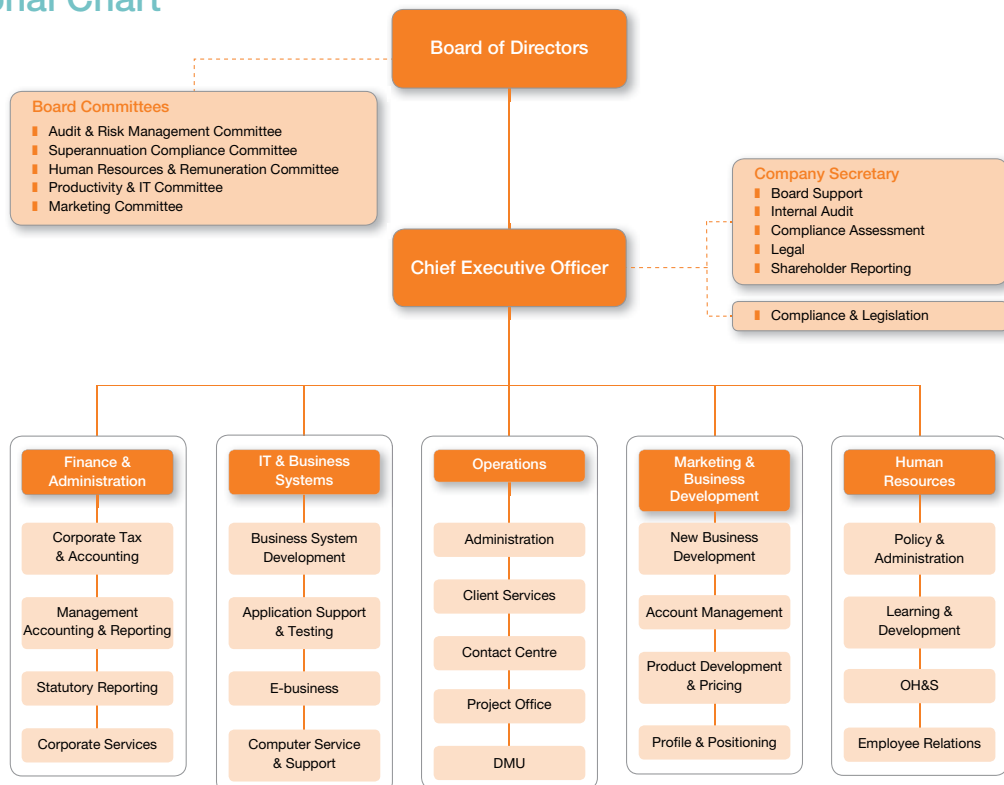 Chart
Board of Directors
Board Committees
Audit & Risk Management Committee
Superannuation Compliance Committee
Human Resources & Remuneration Committee
Productivity & IT Committee
Marketing Committee
Company Secretary
Board Support
Internal Audit
Compliance Assessment
Legal
Shareholder Reporting
Chief Executive Officer
Compliance & Legislation
Finance &
Administration
Corporate Tax
& Accounting
Management
Accounting & Reporting
Statutory Reporting
Corporate Services
IT & Business
Systems
Business System
Development
Application Support
& Testing
E-business
Computer Service
& Support
Operations
Administration
Client Services
Contact Centre
Project Office
DMU
Marketing &
Business
Development
New Business
Development
Account Management
Product Development
& Pricing
Profile & Positioning
Human
Resources
Policy &
Administration
Learning &
Development
OH&S
Employee Relations